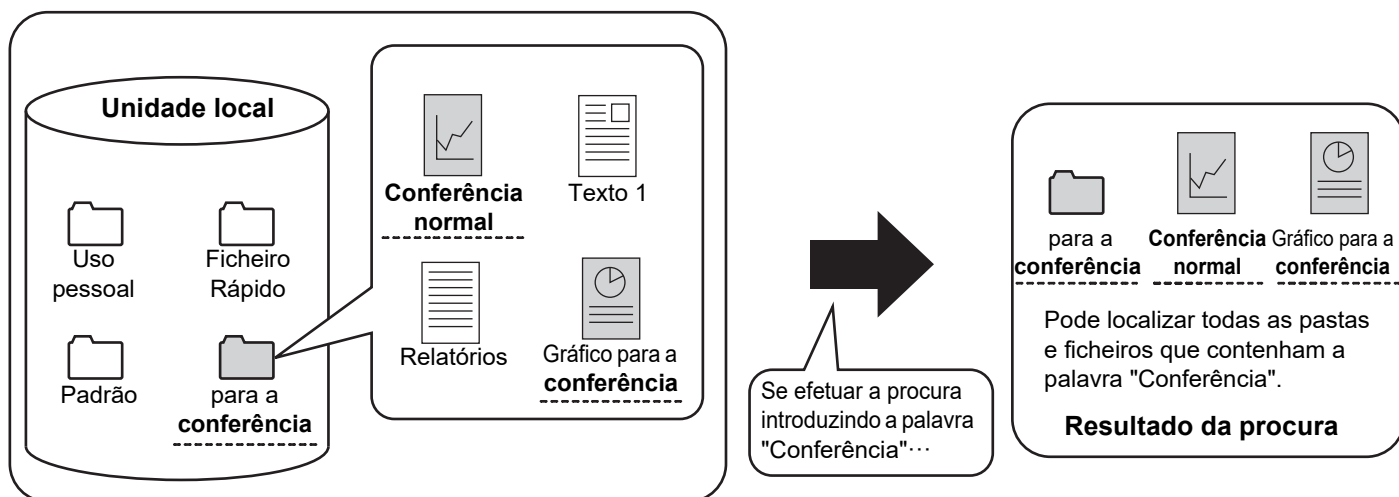 Unidade local
Uso
pessoal
Ficheiro
Rápido
Padrão
para a
conferência
Conferência
normal
Texto 1
Relatórios
Gráfico para a
conferência
Se efetuar a procura
introduzindo a palavra
"Conferência"⋯
para a
conferência
Conferência
normal
Gráfico para a
conferência
Pode localizar todas as pastas
e ficheiros que contenham a
palavra "Conferência".
Resultado da procura